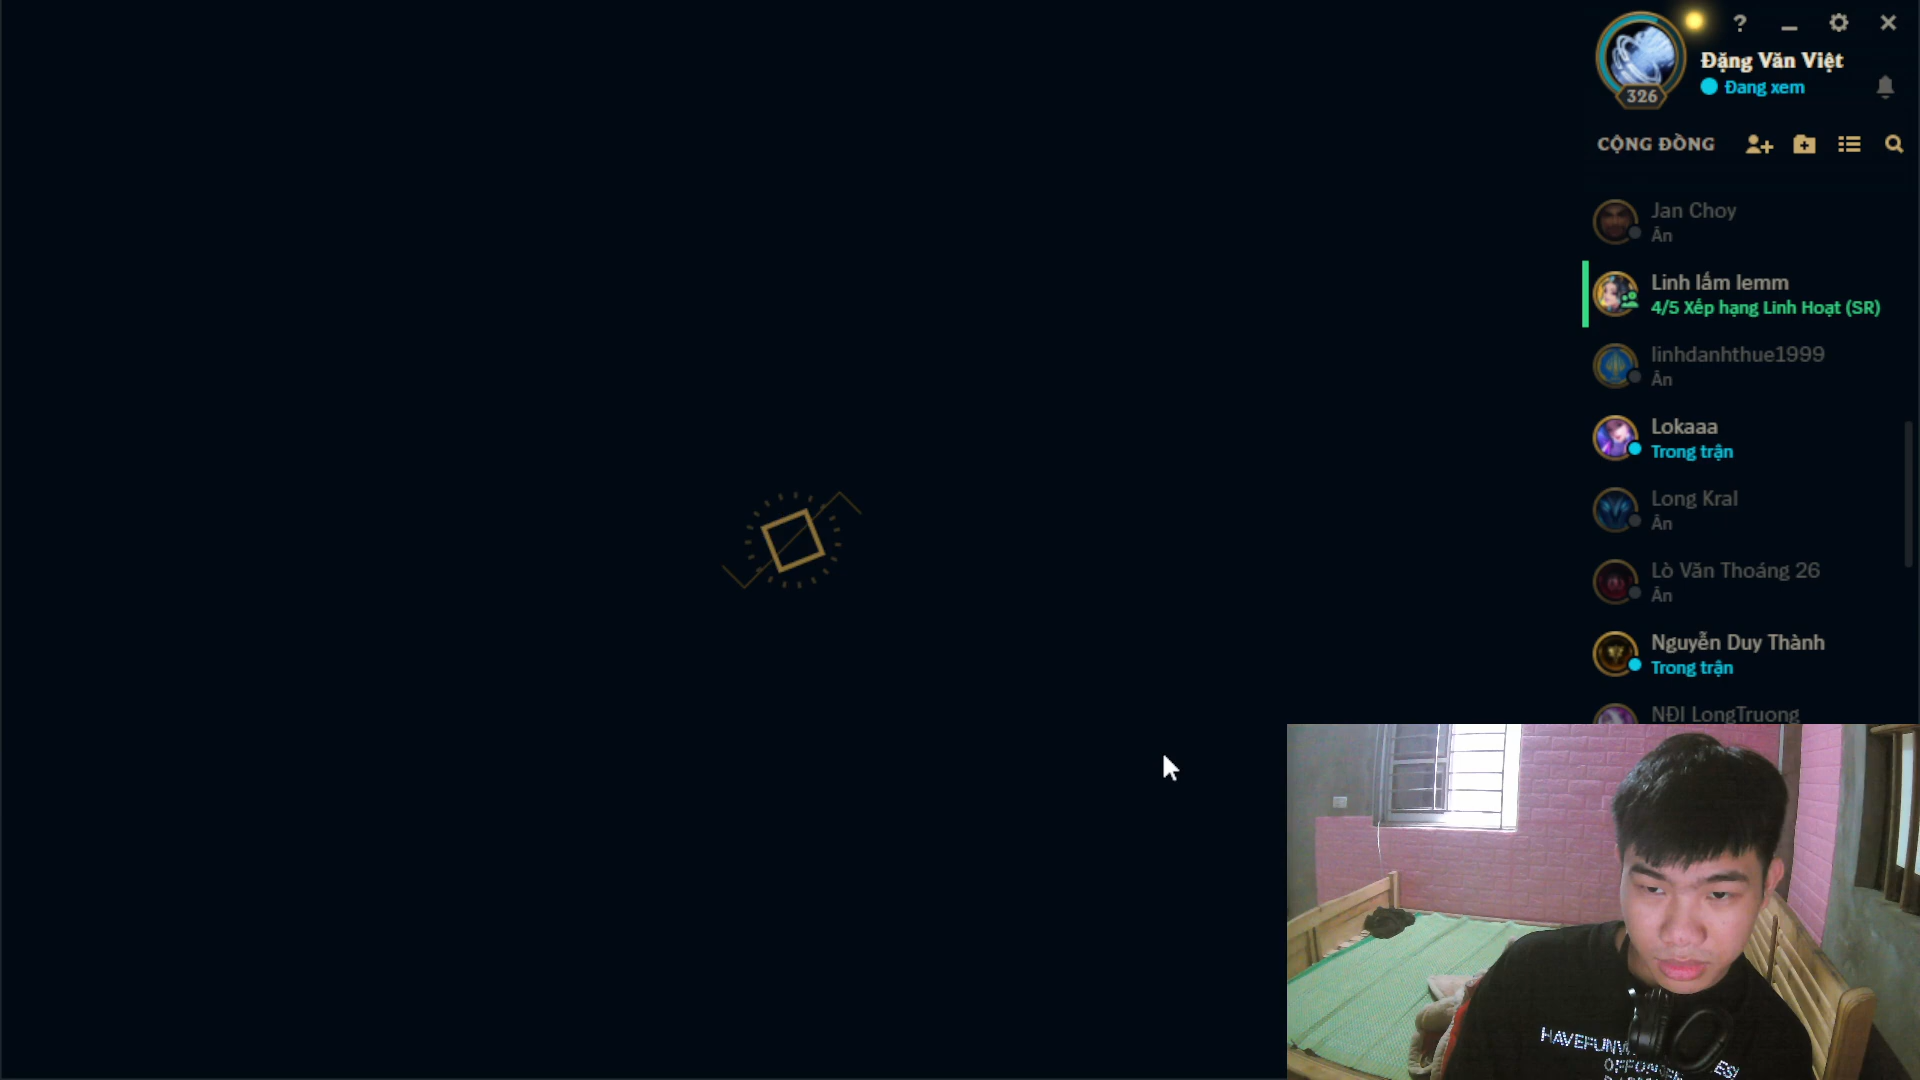 ?
Đặng Văn Việt
326
Đang xem
CỘNG ĐỒNG
Jan Choy
Ẩn
Linh lắm lemm
4/5 Xếp hạng Linh Hoạt (SR)
linhdanhthue1999
Ẩn
Lokaaa
Trong trận
Long Kral
Ẩn
Lò Văn Thoáng 26
Ẩn
Nguyễn Duy Thành
Trong trận
NĐI LongTruong